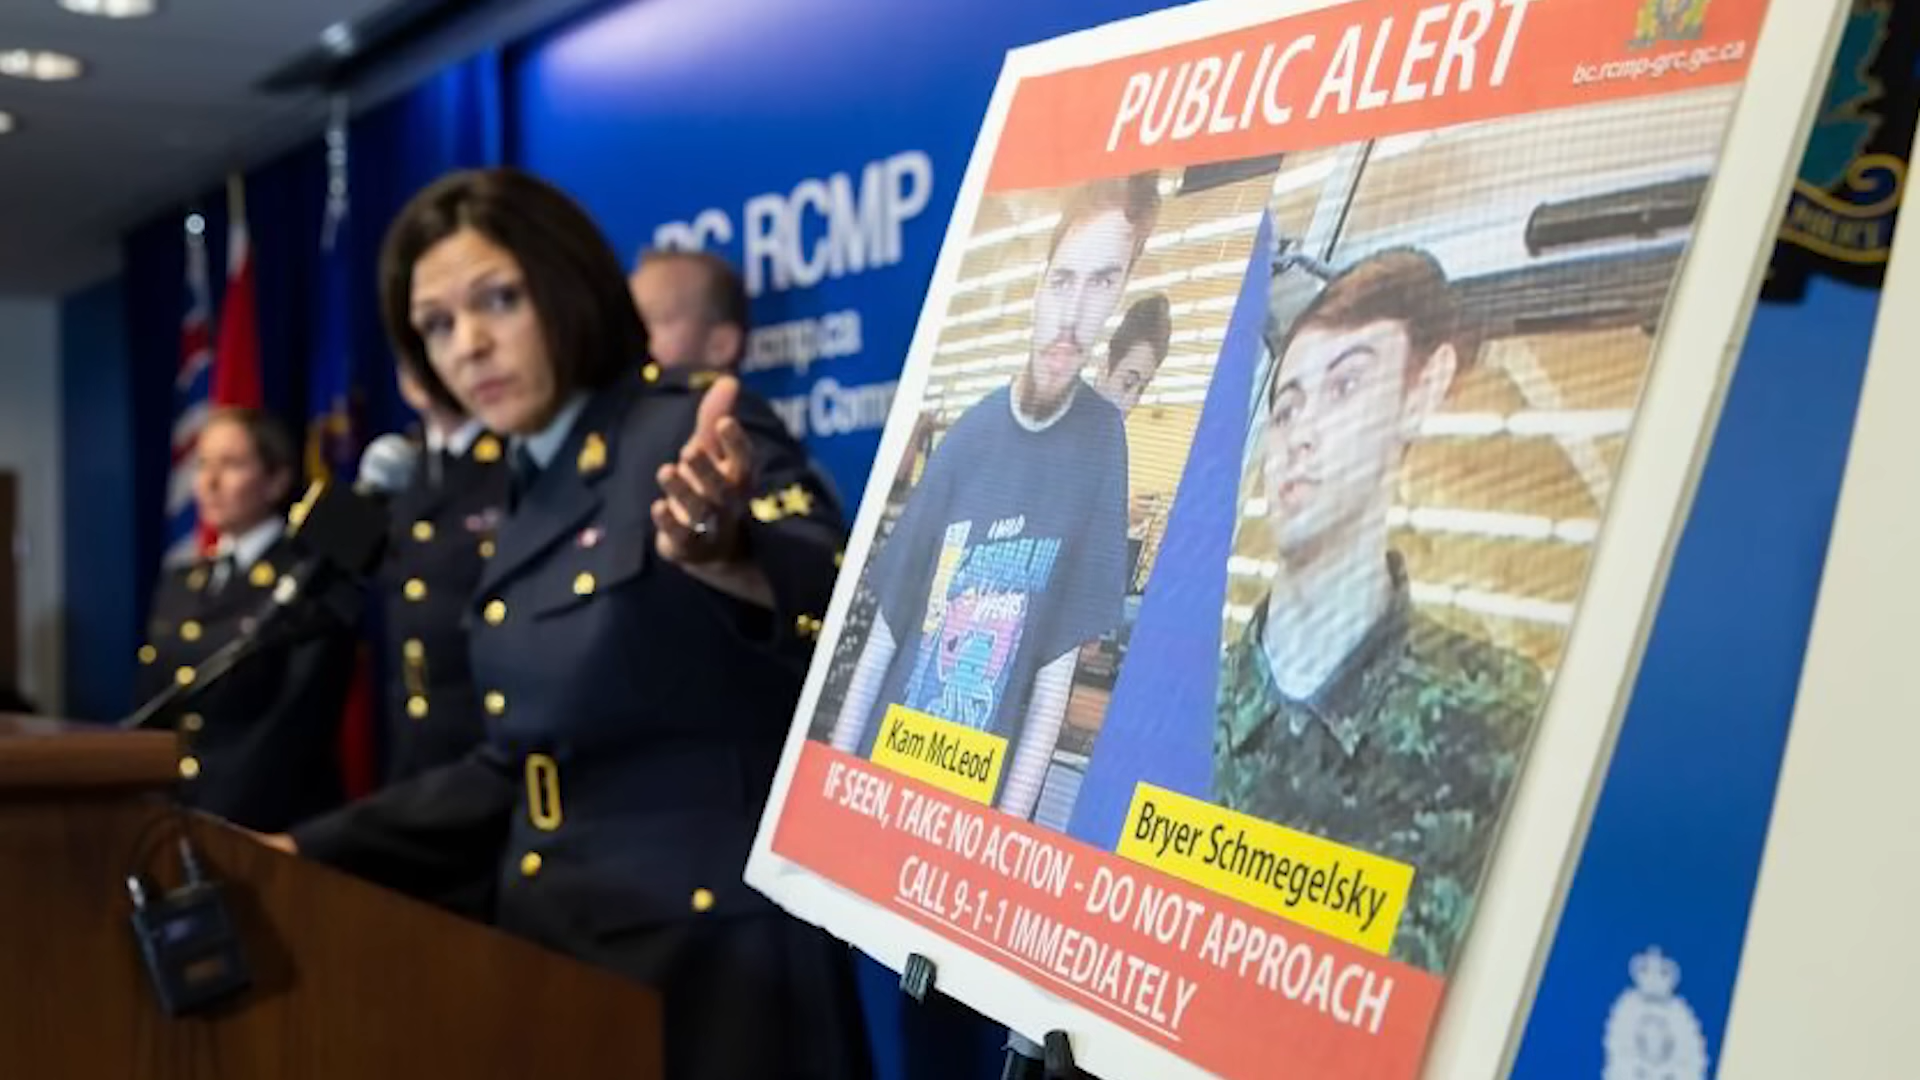 PUBLIC ALERT
bc.rcmp-grc.gc.ca
BC RCMP
Kam McLeod
Bryer Schmegelsky
IF SEEN, TAKE NO ACTION - DO NOT APPROACH
CALL 9-1-1 IMMEDIATELY